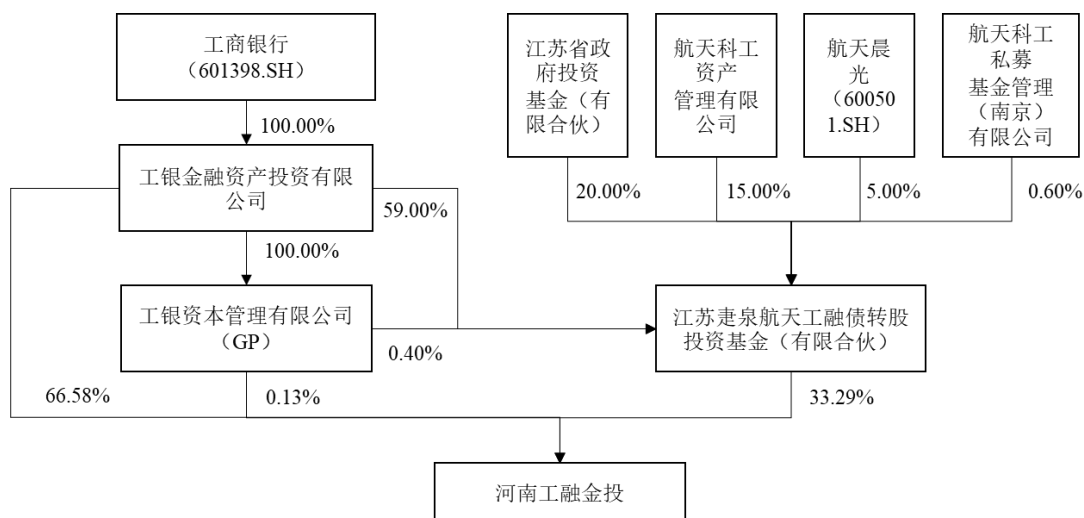 工商银行
（601398.SH）
江苏省政
府投资
基金（有
限合伙）
航天科工
资产
管理有限
公司
航天晨
光
（60050
1.SH）
航天科工
私募
基金管理
（南京）
有限公司
100.00%
工银金融资产投资有限
公司
59.00%
20.00%
15.00%
5.00%
0.60%
100.00%
工银资本管理有限公司
（GP）
0.40%
江苏疌泉航天工融债转股
投资基金（有限合伙）
66.58%
0.13%
33.29%
河南工融金投